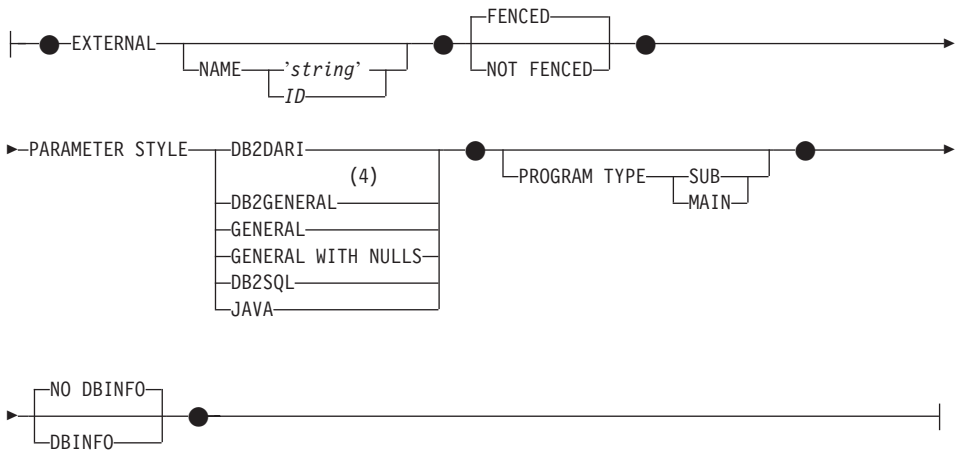 FENCED
EXTERNAL
NAME 'string'
NOT FENCED
ID
PARAMETER STYLE DB2DARI
(4)
PROGRAM TYPE SUB
MAIN
DB2GENERAL
GENERAL
GENERAL WITH NULLS
DB2SQL
JAVA
NO DBINFO
DBINFO